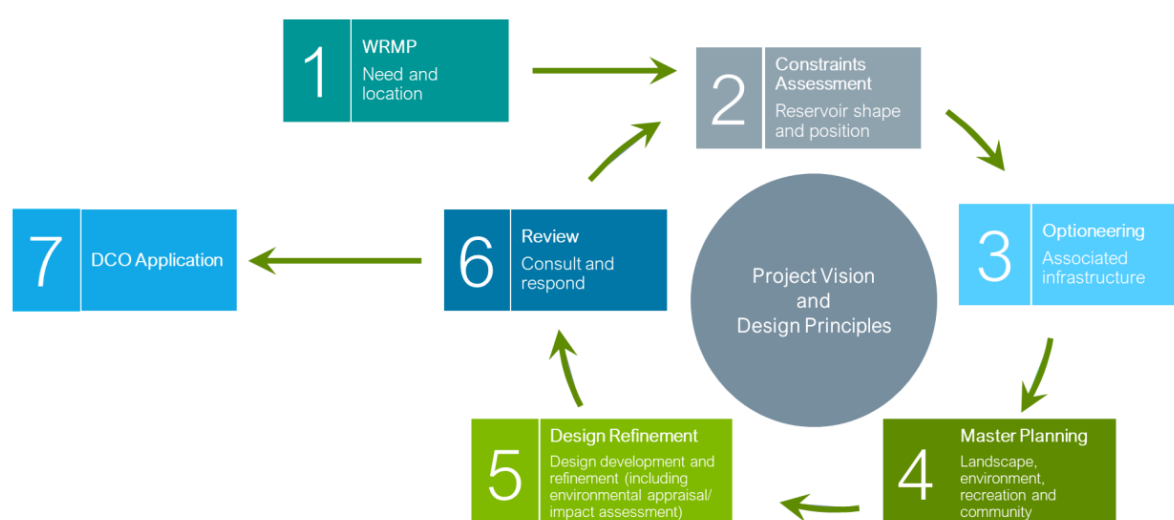 1
WRMP
Need and
location
2
Constraints
Assessment
Reservoir shape
and position
3
Optioneering
Associated
infrastructure
4
Master Planning
Landscape,
environment,
recreation and
community
5
Design Refinement
Design development and
refinement (including
environmental appraisal/
impact assessment)
6
Review
Consult and
respond
7
DCO Application
Project Vision
and
Design Principles